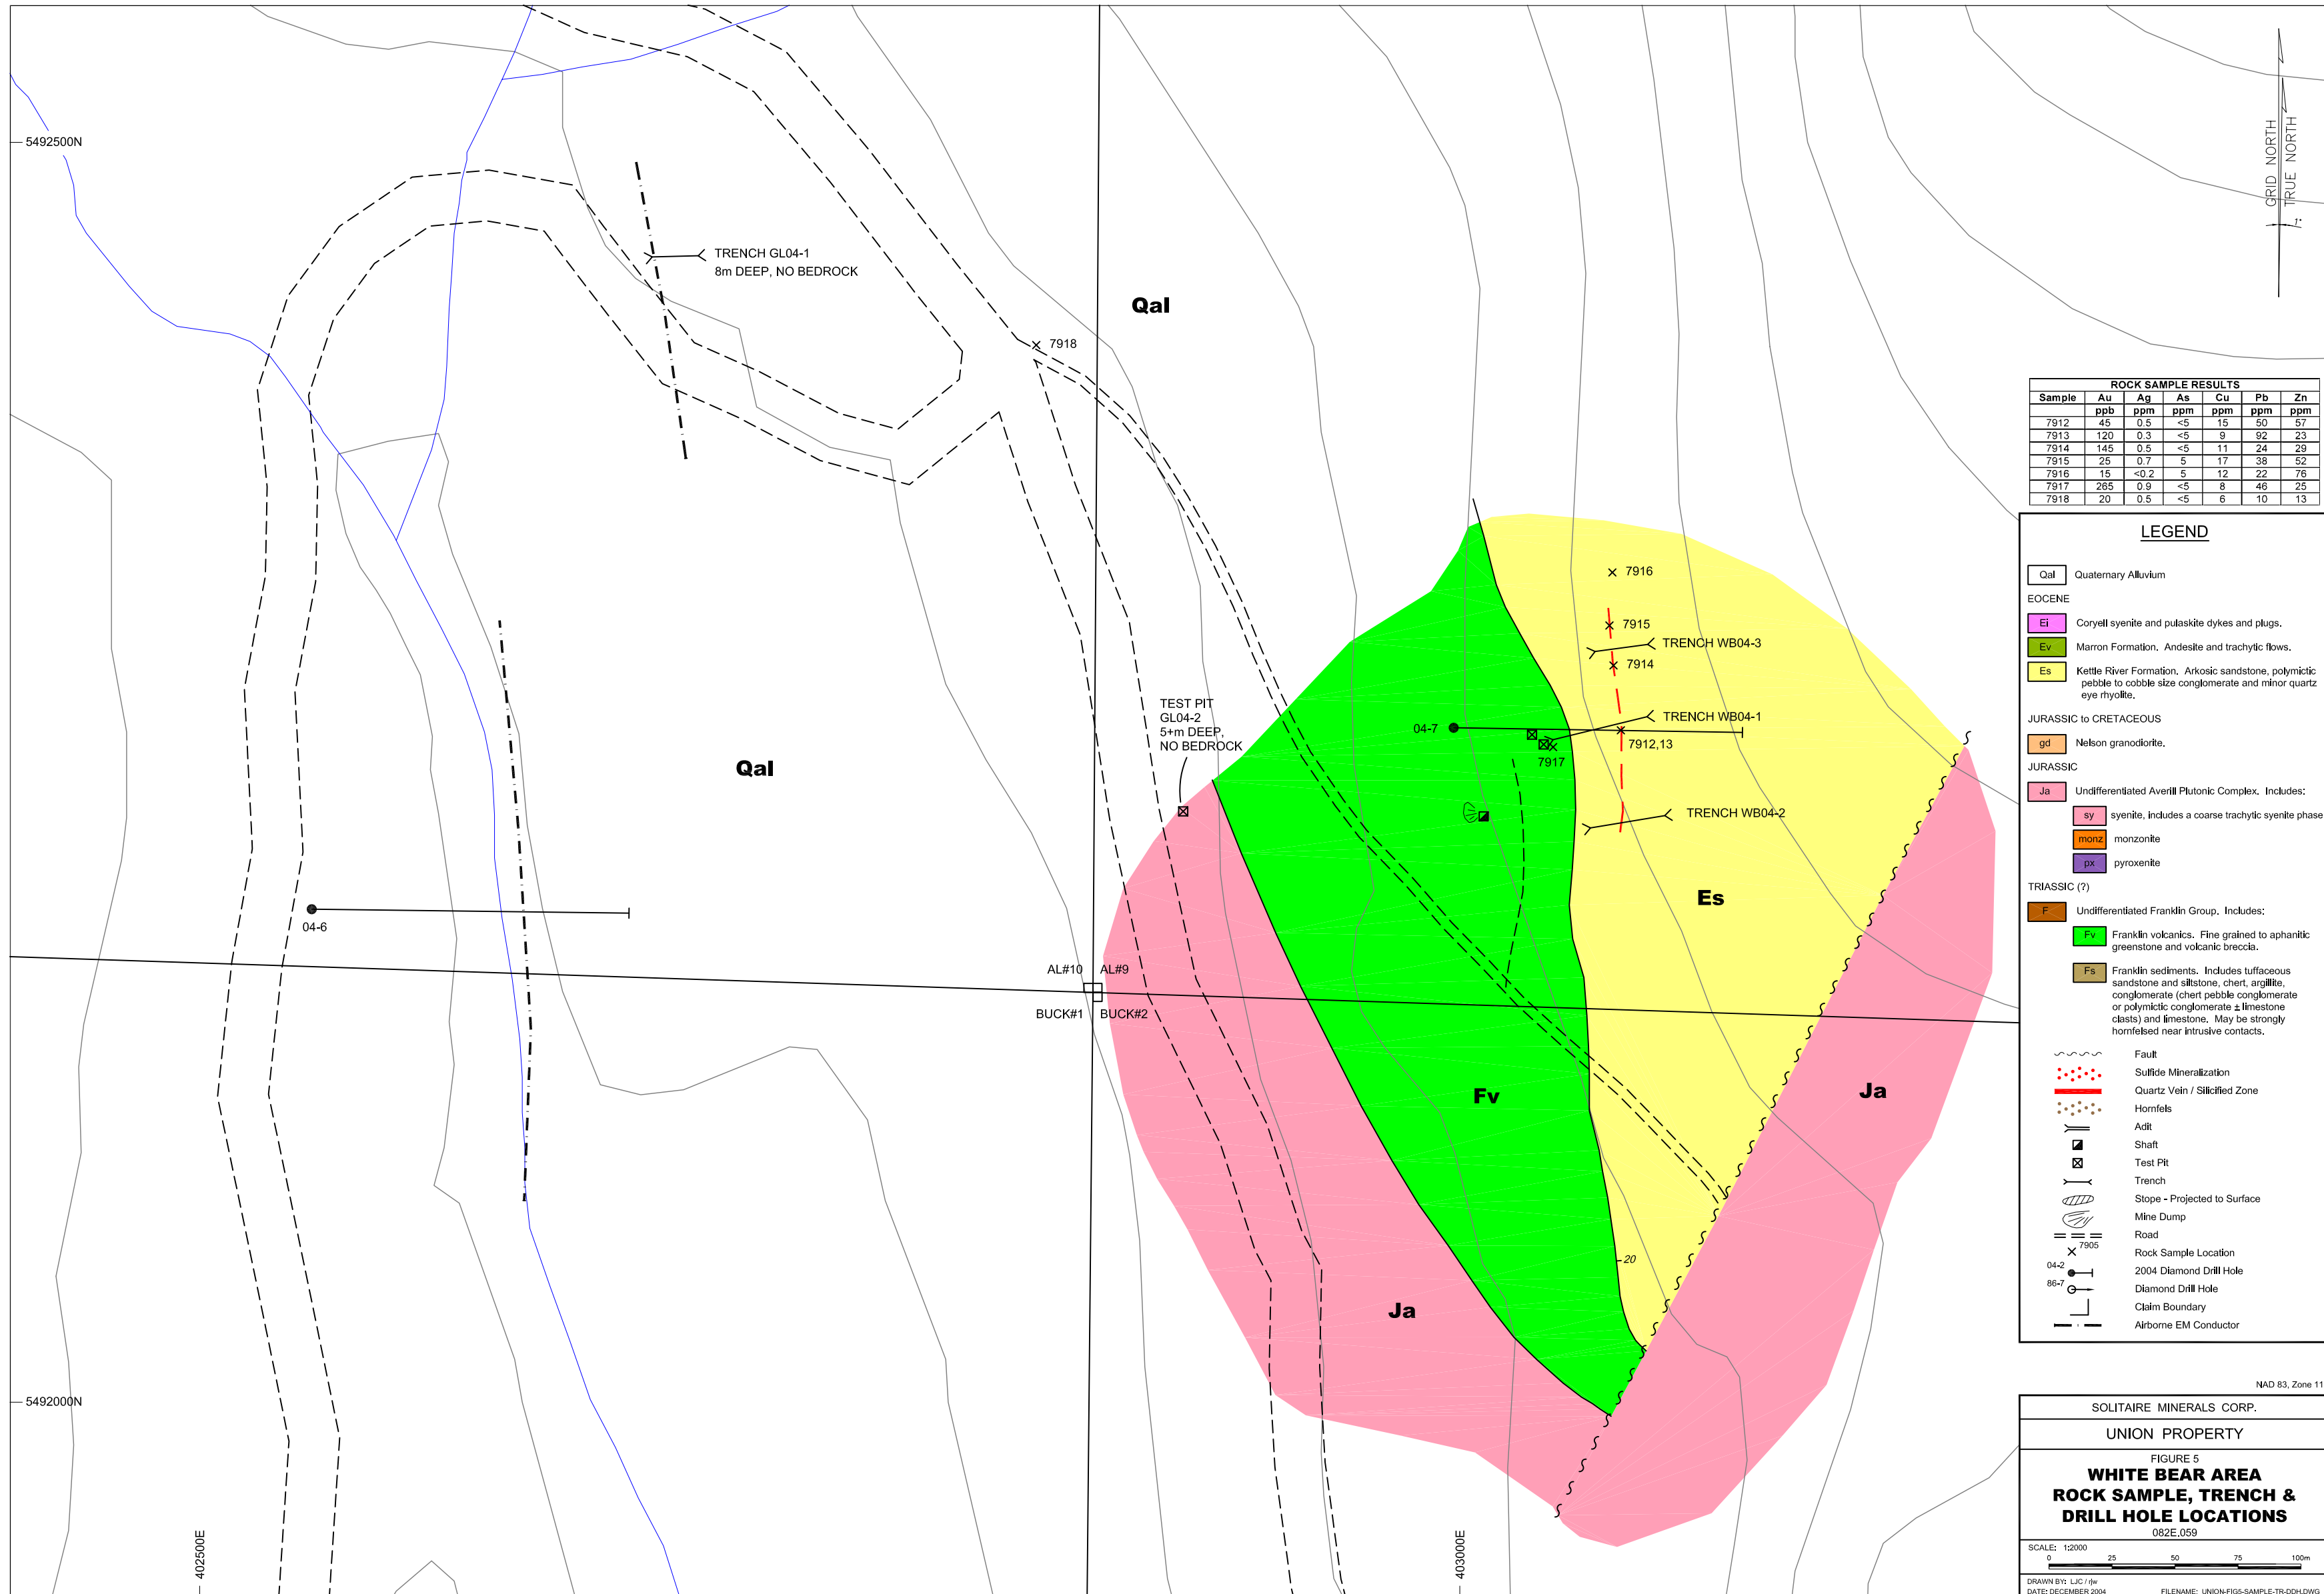 5492500N
TRENCH GL04-1
8m DEEP, NO BEDROCK
Qal
7918
GRID NORTH
TRUE NORTH
1°
ROCK SAMPLE RESULTS
Sample Au Ag As Cu Pb Zn
ppb ppm ppm ppm ppm ppm
7912 45 0.5 <5 15 50 57
7913 120 0.3 <5 9 92 23
7914 145 0.5 <5 11 24 29
7915 25 0.7 5 17 38 52
7916 15 <0.2 5 12 22 76
7917 265 0.9 <5 8 46 25
7918 20 0.5 <5 6 10 13
7916
7915
TRENCH WB04-3
7914
TEST PIT
GL04-2
5+m DEEP,
NO BEDROCK
04-7
TRENCH WB04-1
7912,13
7917
Qal
TRENCH WB04-2
Es
04-6
AL#10 AL#9
BUCK#1 BUCK#2
Fv
Ja
20
Ja
5492000N
402500E
403000E
LEGEND
Qal Quaternary Alluvium
EOCENE
Ei Coryell syenite and pulaskite dykes and plugs.
Ev Marron Formation. Andesite and trachytic flows.
Es Kettle River Formation. Arkosic sandstone, polymictic
pebble to cobble size conglomerate and minor quartz
eye rhyolite.
JURASSIC to CRETACEOUS
gd Nelson granodiorite.
JURASSIC
Ja Undifferentiated Averill Plutonic Complex. Includes:
sy syenite, includes a coarse trachytic syenite phase
monz monzonite
px pyroxenite
TRIASSIC (?)
F Undifferentiated Franklin Group. Includes:
Fv Franklin volcanics. Fine grained to aphanitic
greenstone and volcanic breccia.
Fs Franklin sediments. Includes tuffaceous
sandstone and siltstone, chert, argillite,
conglomerate (chert pebble conglomerate
or polymictic conglomerate ± limestone
clasts) and limestone. May be strongly
hornfelsed near intrusive contacts.
Fault
Sulfide Mineralization
Quartz Vein / Silicified Zone
Hornfels
Adit
Shaft
Test Pit
Trench
Stope - Projected to Surface
Mine Dump
Road
7905 Rock Sample Location
04-2 2004 Diamond Drill Hole
86-7 Diamond Drill Hole
Claim Boundary
Airborne EM Conductor
NAD 83, Zone 11
SOLITAIRE MINERALS CORP.
UNION PROPERTY
FIGURE 5
WHITE BEAR AREA
ROCK SAMPLE, TRENCH &
DRILL HOLE LOCATIONS
082E.059
SCALE: 1:2000
0 25 50 75 100m
DRAWN BY: LJC / rjw
DATE: DECEMBER 2004 FILENAME: UNION-FIG5-SAMPLE-TR-DDH.DWG